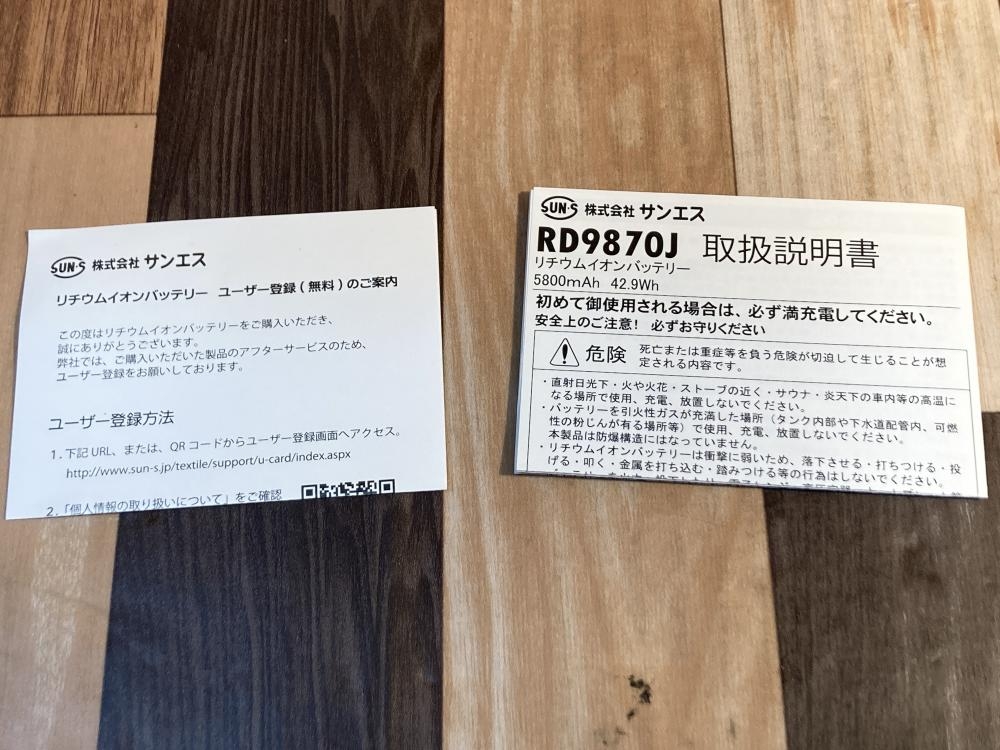 SUN・S 株式会社 サンエス
リチウムイオンバッテリー ユーザー登録(無料)のご案内
この度はリチウムイオンバッテリーをご購入いただき、
誠にありがとうございます。
弊社では、ご購入いただいた製品のアフターサービスのため、
ユーザー登録をお願いしております。
ユーザー登録方法
1.下記URL、または、QRコードからユーザー登録画面へアクセス。
http://www.sun-s.jp/textile/support/u-card/index.aspx
2.「個人情報の取り扱いについて」をご確認
SUN・S 株式会社 サンエス
RD9870J 取扱説明書
リチウムイオンバッテリー
5800mAh 42.9Wh
初めて御使用される場合は、必ず満充電してください。
安全上のご注意! 必ずお守りください
危険 死亡または重症等を負う危険が切迫して生じることが想
定される内容です。
・直射日光下・火や火花・ストーブの近く・サウナ・炎天下の車内等の高温に
なる場所で使用、充電、放置しないでください。
・バッテリーを引火性ガスが充満した場所(タンク内部や下水道配管内、可燃
性の粉じんが有る場所等)で使用、充電、放置しないでください。
本製品は防爆構造にはなっていません。
・リチウムイオンバッテリーは衝撃に弱いため、落下させる・打ちつける・投
げる・叩く・金属を打ち込む・踏みつける等の行為はしないでください。